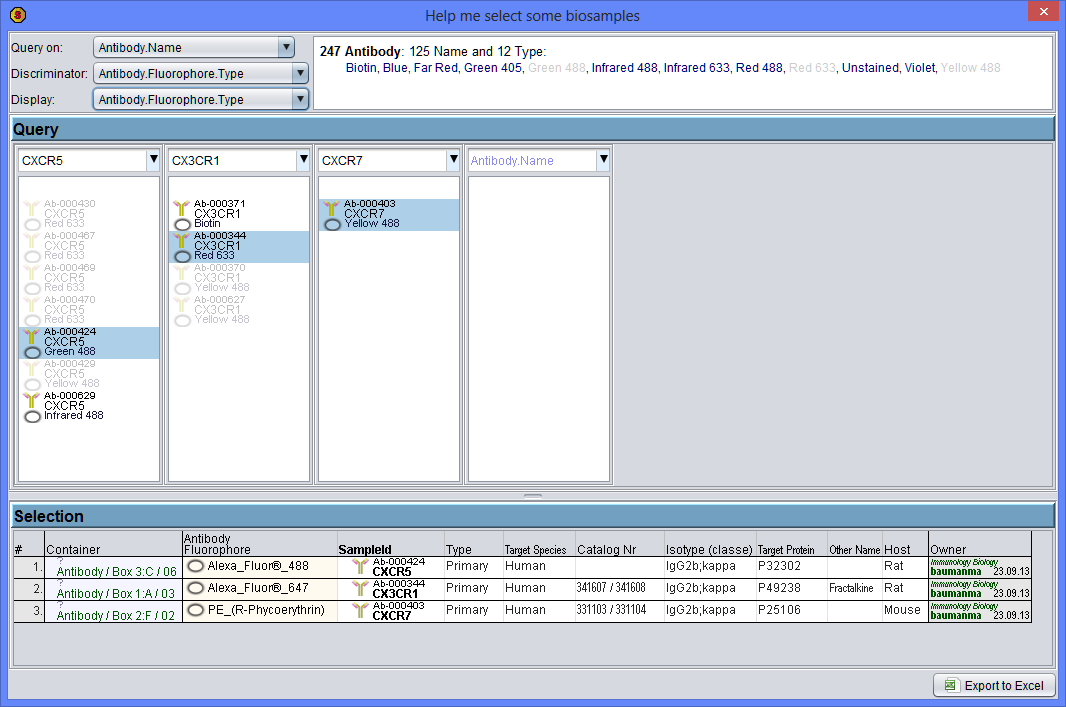 Help me select some biosamples
Query on: Antibody.Name
Discriminator: Antibody.Fluorophore.Type
Display: Antibody.Fluorophore.Type
247 Antibody: 125 Name and 12 Type:
Biotin, Blue, Far Red, Green 405, Green 488, Infrared 488, Infrared 633, Red 488, Red 633, Unstained, Violet, Yellow 488
Query
CXCR5
Ab-000430
CXCR5
Red 633
Ab-000467
CXCR5
Red 633
Ab-000469
CXCR5
Red 633
Ab-000470
CXCR5
Red 633
Ab-000424
CXCR5
Green 488
Ab-000429
CXCR5
Yellow 488
Ab-000629
CXCR5
Infrared 488
CX3CR1
Ab-000371
CX3CR1
Biotin
Ab-000344
CX3CR1
Red 633
Ab-000370
CX3CR1
Yellow 488
Ab-000627
CX3CR1
Yellow 488
CXCR7
Ab-000403
CXCR7
Yellow 488
Antibody.Name
Selection
# Container Antibody Fluorophore SampleId Type Target Species Catalog Nr Isotype (classe) Target Protein Other Name Host Owner
1. ? Antibody / Box 3:C / 06 Alexa_Fluor®_488 Ab-000424 CXCR5 Primary Human IgG2b;kappa P32302 Rat Immunology Biology baumanma 23.09.13
2. ? Antibody / Box 1:A / 03 Alexa_Fluor®_647 Ab-000344 CX3CR1 Primary Human 341607 / 341608 IgG2b;kappa P49238 Fractalkine Rat Immunology Biology baumanma 23.09.13
3. ? Antibody / Box 2:F / 02 PE_(R-Phycoerythrin) Ab-000403 CXCR7 Primary Human 331103 / 331104 IgG2b;kappa P25106 Mouse Immunology Biology baumanma 23.09.13
Export to Excel